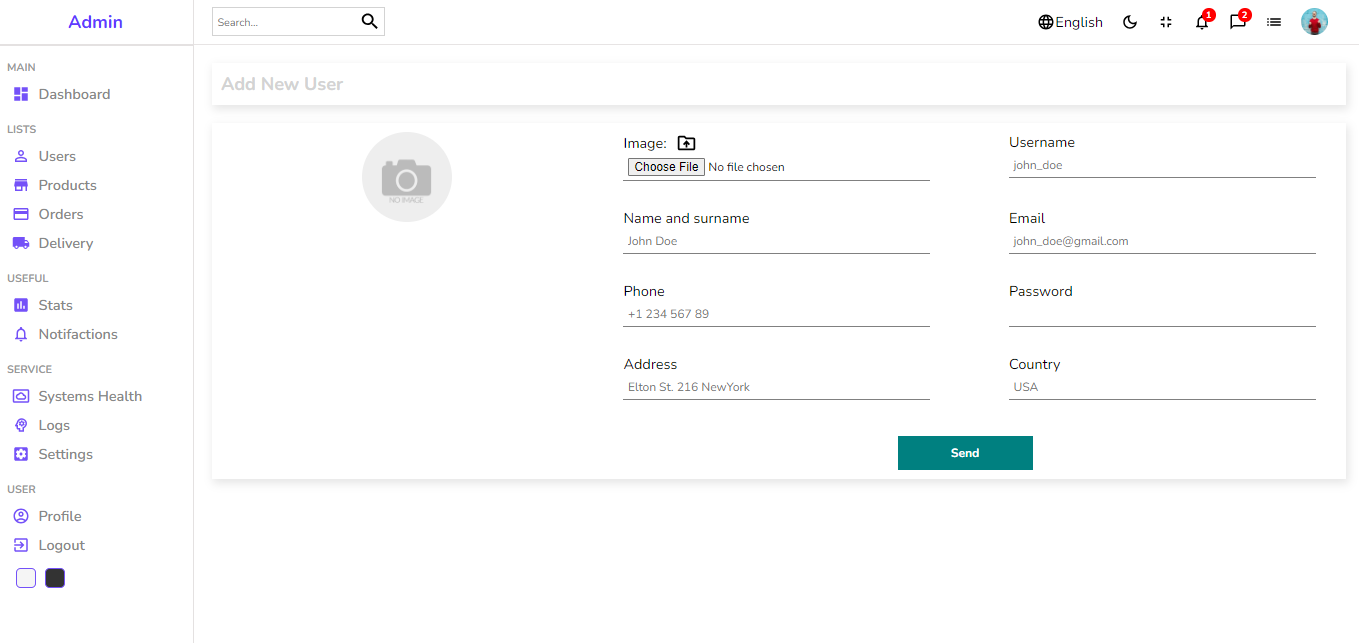 Admin
Search...
English
1
2
MAIN
Dashboard
LISTS
Users
Products
Orders
Delivery
USEFUL
Stats
Notifactions
SERVICE
Systems Health
Logs
Settings
USER
Profile
Logout
Add New User
NO IMAGE
Image:
Choose File No file chosen
Username
john_doe
Name and surname
John Doe
Email
john_doe@gmail.com
Phone
+1 234 567 89
Password
Address
Elton St. 216 NewYork
Country
USA
Send